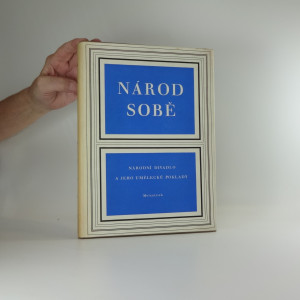 NÁROD
SOBĚ
NÁRODNÍ DIVADLO
A JEHO UMĚLECKÉ POKLADY